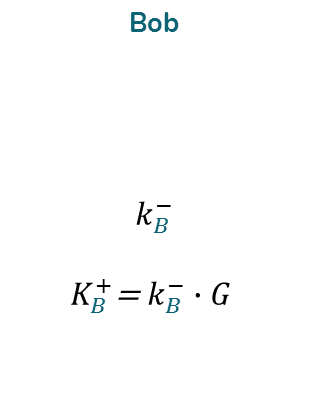 Bob
k_B^-
K_B^+ = k_B^- · G